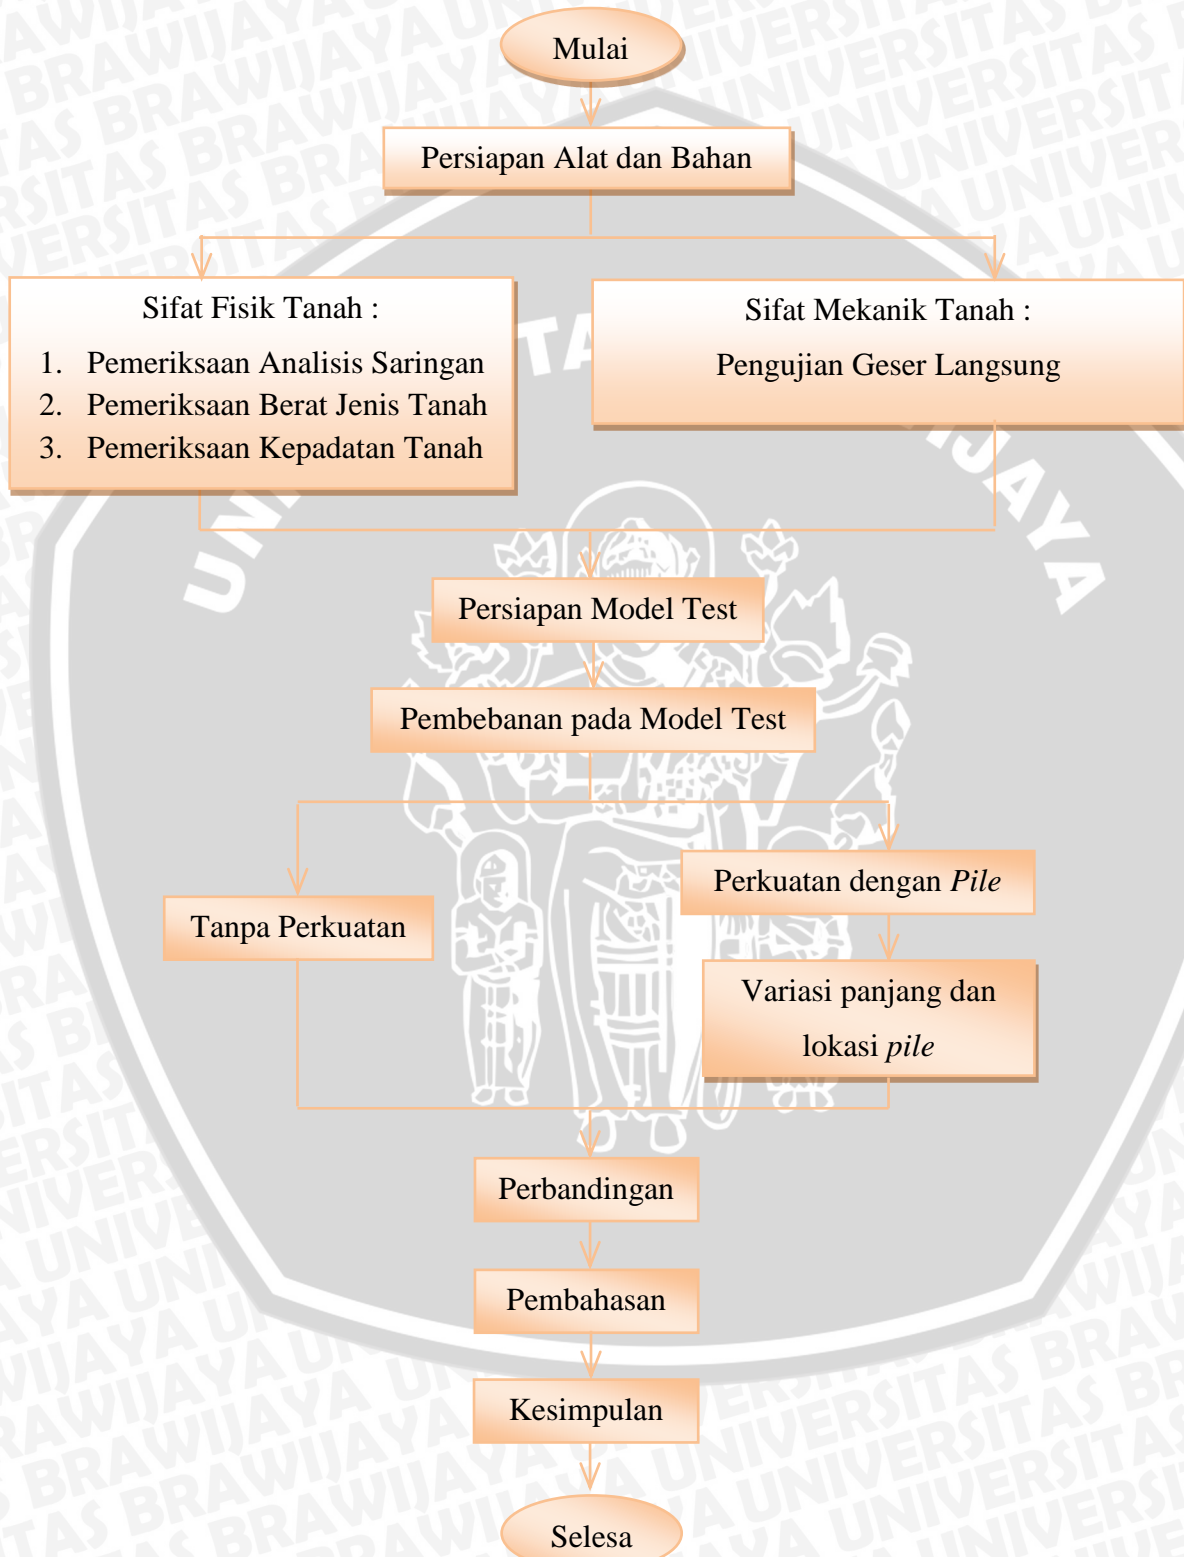 Mulai
Persiapan Alat dan Bahan
Sifat Fisik Tanah :
1. Pemeriksaan Analisis Saringan
2. Pemeriksaan Berat Jenis Tanah
3. Pemeriksaan Kepadatan Tanah
Sifat Mekanik Tanah :
Pengujian Geser Langsung
Persiapan Model Test
Pembebanan pada Model Test
Tanpa Perkuatan
Perkuatan dengan Pile
Variasi panjang dan
lokasi pile
Perbandingan
Pembahasan
Kesimpulan
Selesa